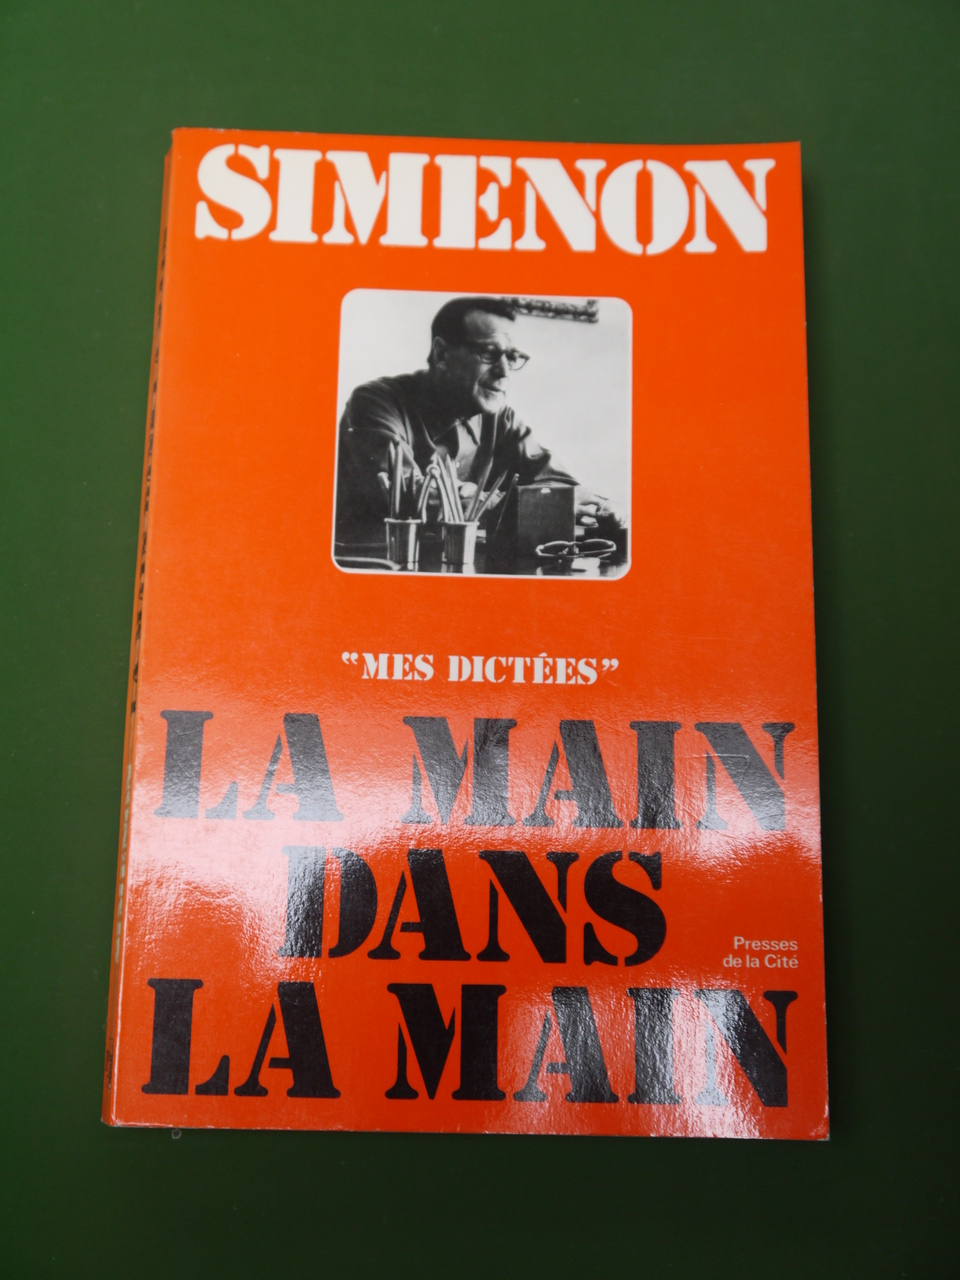 SIMENON
“MES DICTÉES”
LA MAIN
DANS
LA MAIN
Presses
de la Cité